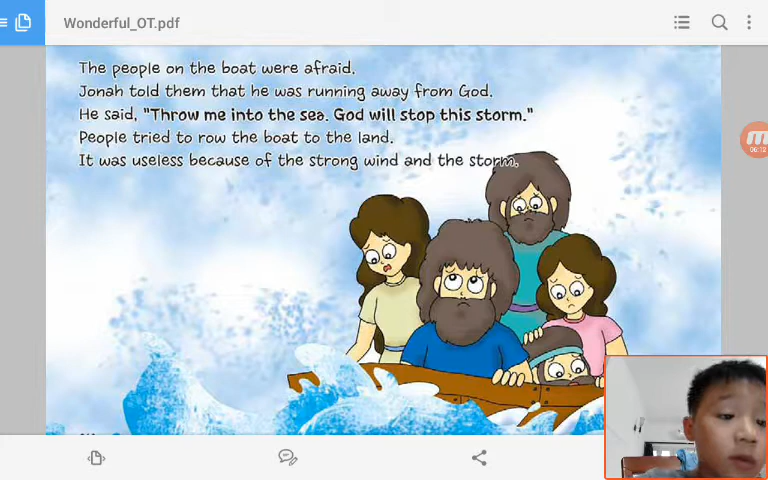 Wonderful_OT.pdf
The people on the boat were afraid.
Jonah told them that he was running away from God.
He said, "Throw me into the sea. God will stop this storm."
People tried to row the boat to the land.
It was useless because of the strong wind and the storm.
06:12